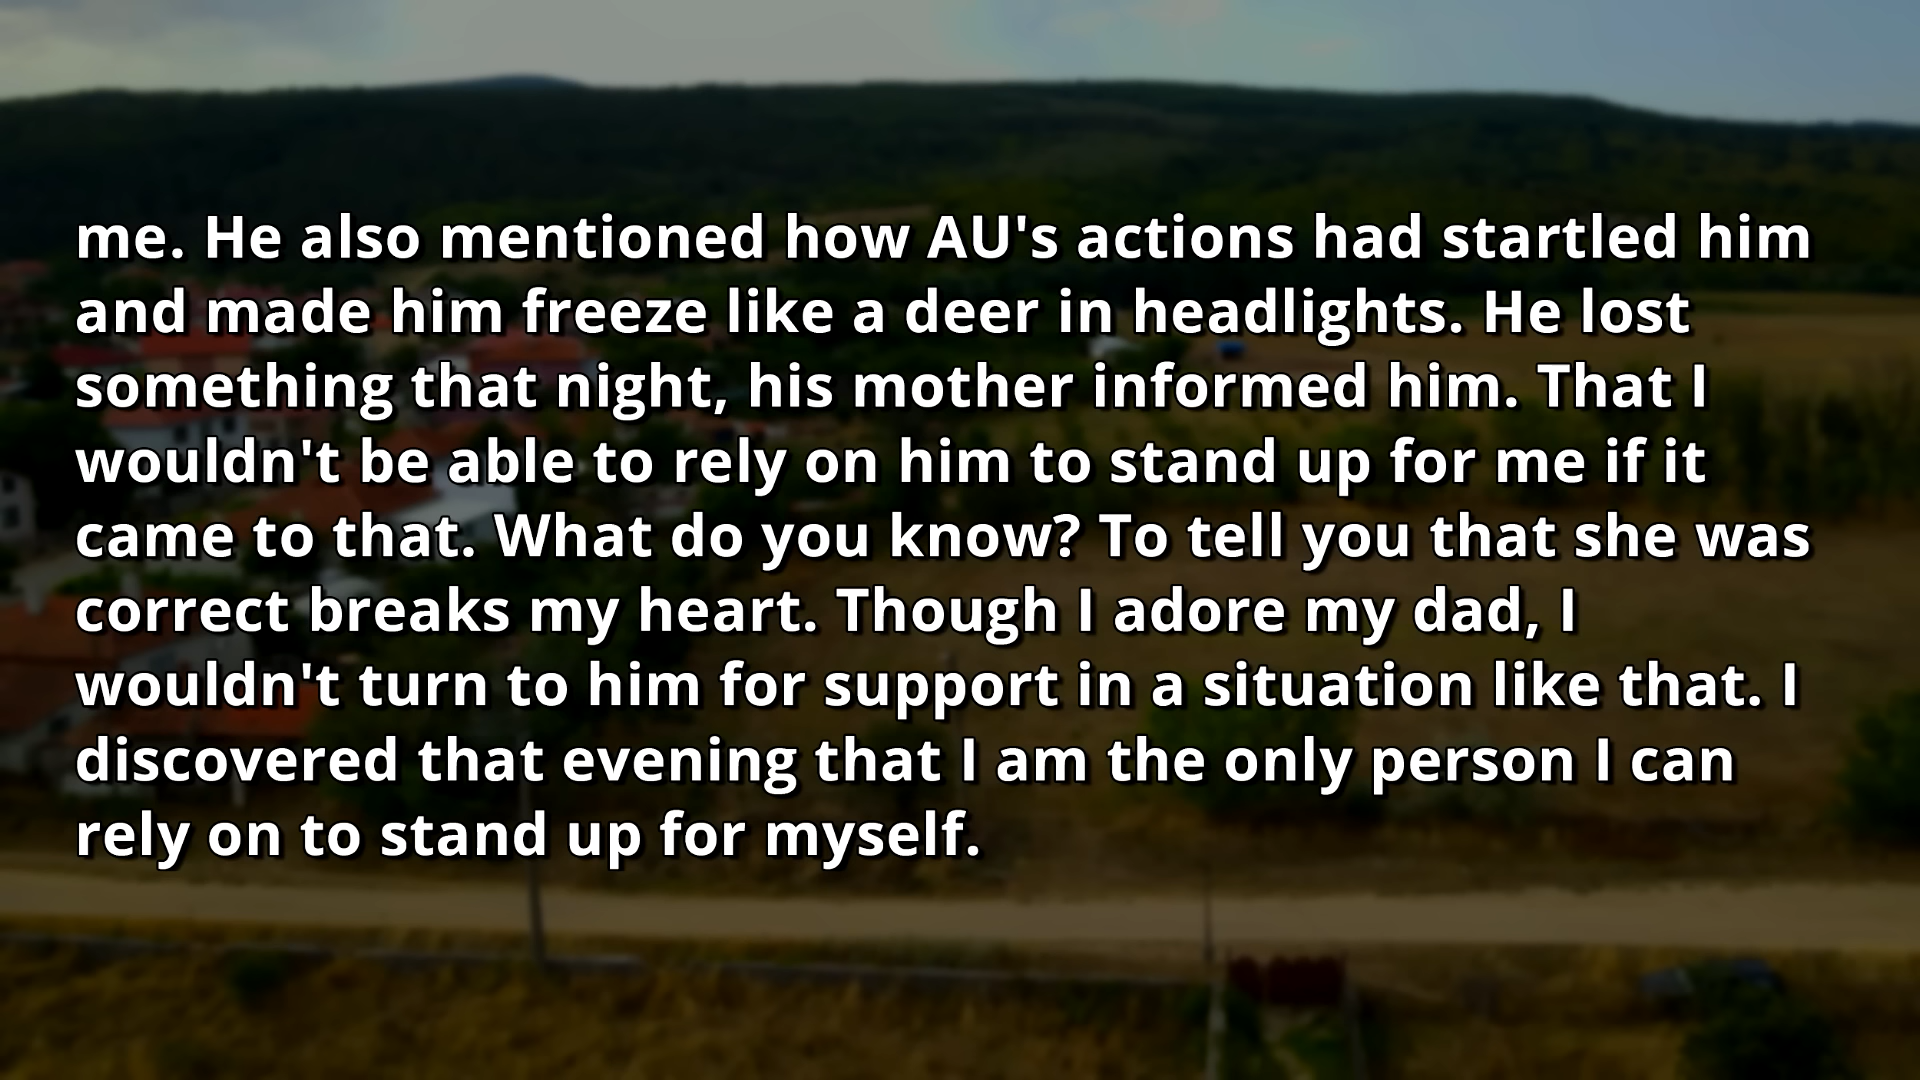 me. He also mentioned how AU's actions had startled him
and made him freeze like a deer in headlights. He lost
something that night, his mother informed him. That I
wouldn't be able to rely on him to stand up for me if it
came to that. What do you know? To tell you that she was
correct breaks my heart. Though I adore my dad, I
wouldn't turn to him for support in a situation like that. I
discovered that evening that I am the only person I can
rely on to stand up for myself.